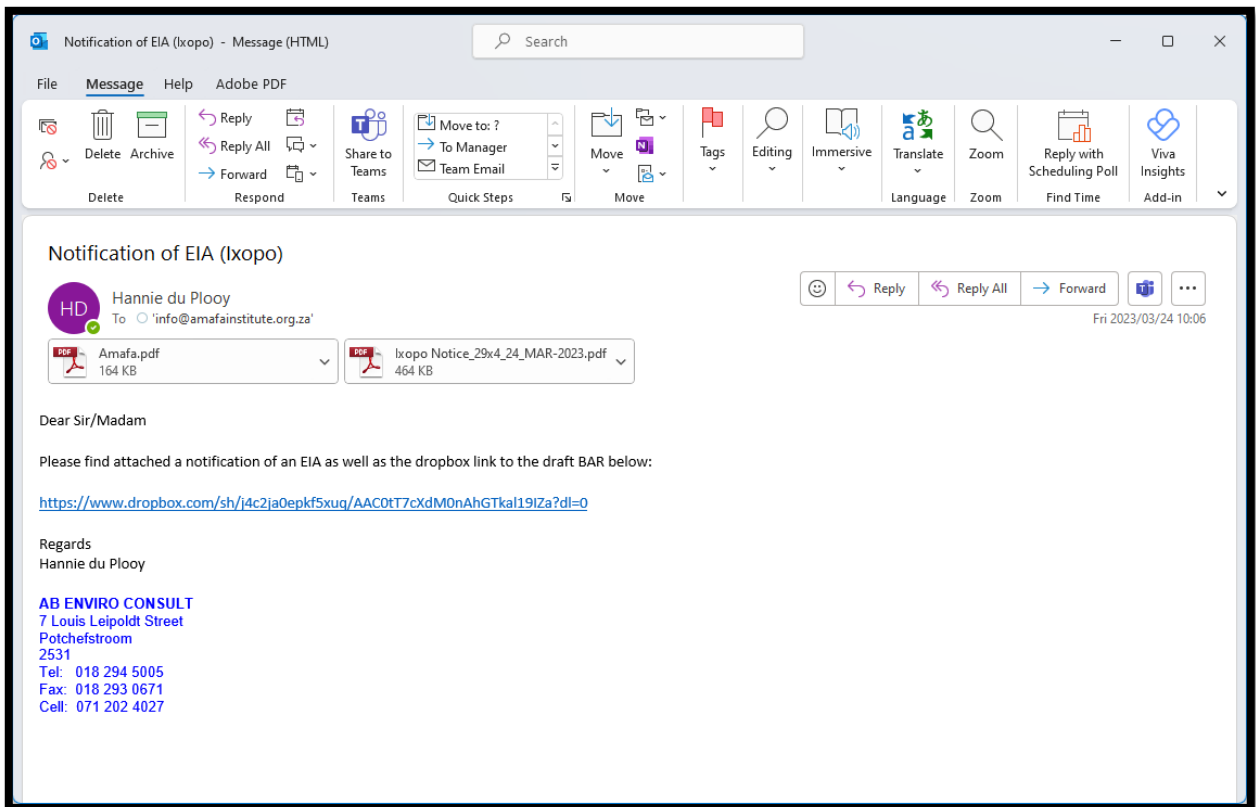 Notification of EIA (Ixopo) - Message (HTML)
Search
File Message Help Adobe PDF
Delete Archive
Reply
Reply All
Forward
Share to Teams
Move to: ?
To Manager
Team Email
Move
Tags
Editing
Immersive
Translate
Zoom
Reply with Scheduling Poll
Viva Insights
Delete Respond Teams Quick Steps Move Language Zoom Find Time Add-in
Notification of EIA (Ixopo)
HD
Hannie du Plooy
To 'info@amafainstitute.org.za'
Reply Reply All Forward
Fri 2023/03/24 10:06
PDF
Amafa.pdf
164 KB
PDF
Ixopo Notice_29x4_24_MAR-2023.pdf
464 KB
Dear Sir/Madam
Please find attached a notification of an EIA as well as the dropbox link to the draft BAR below:
https://www.dropbox.com/sh/j4c2ja0epkf5xuq/AAC0tT7cXdM0nAhGTkal19IZa?dl=0
Regards
Hannie du Plooy
AB ENVIRO CONSULT
7 Louis Leipoldt Street
Potchefstroom
2531
Tel: 018 294 5005
Fax: 018 293 0671
Cell: 071 202 4027